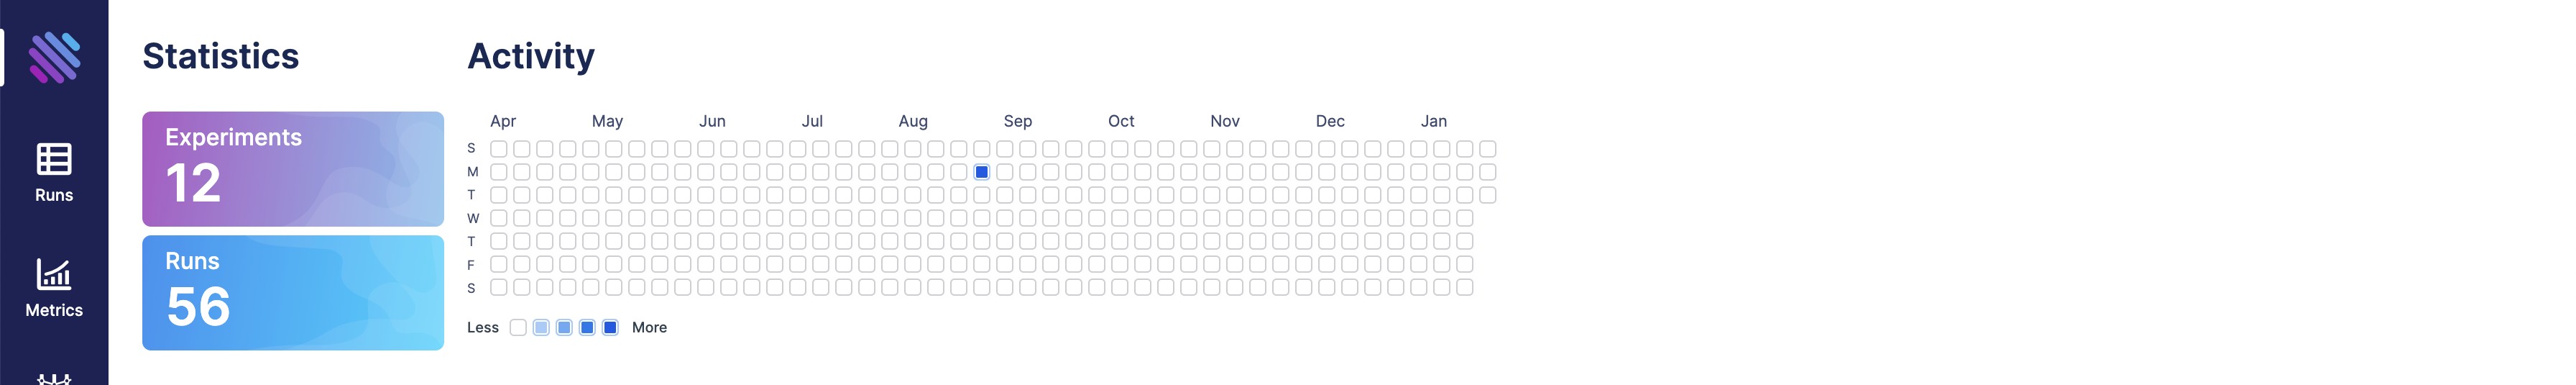 Statistics
Activity
Experiments
12
Runs
56
Runs
Metrics
Apr May Jun Jul Aug Sep Oct Nov Dec Jan
S
M
T
W
T
F
S
Less More